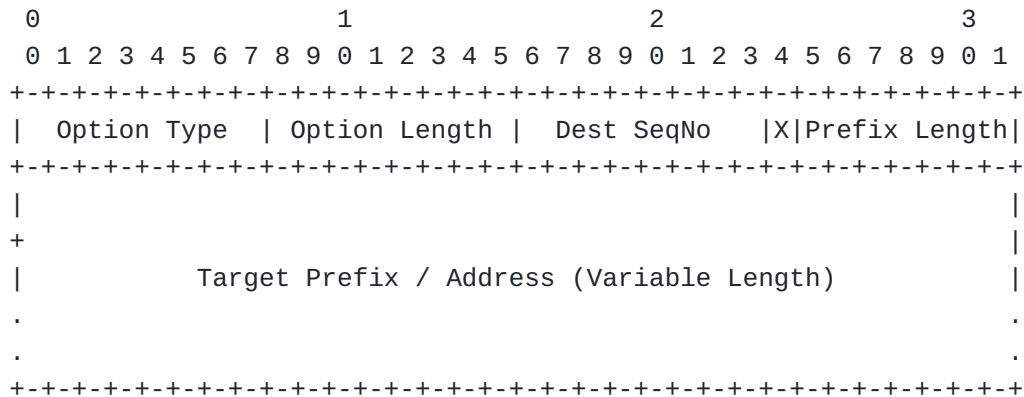 0                   1                   2                   3
0 1 2 3 4 5 6 7 8 9 0 1 2 3 4 5 6 7 8 9 0 1 2 3 4 5 6 7 8 9 0 1
+-+-+-+-+-+-+-+-+-+-+-+-+-+-+-+-+-+-+-+-+-+-+-+-+-+-+-+-+-+-+-+-+
|  Option Type  | Option Length |  Dest SeqNo   |X|Prefix Length|
+-+-+-+-+-+-+-+-+-+-+-+-+-+-+-+-+-+-+-+-+-+-+-+-+-+-+-+-+-+-+-+-+
|                                                               |
+                                                               |
|           Target Prefix / Address (Variable Length)           |
.                                                               .
.                                                               .
+-+-+-+-+-+-+-+-+-+-+-+-+-+-+-+-+-+-+-+-+-+-+-+-+-+-+-+-+-+-+-+-+